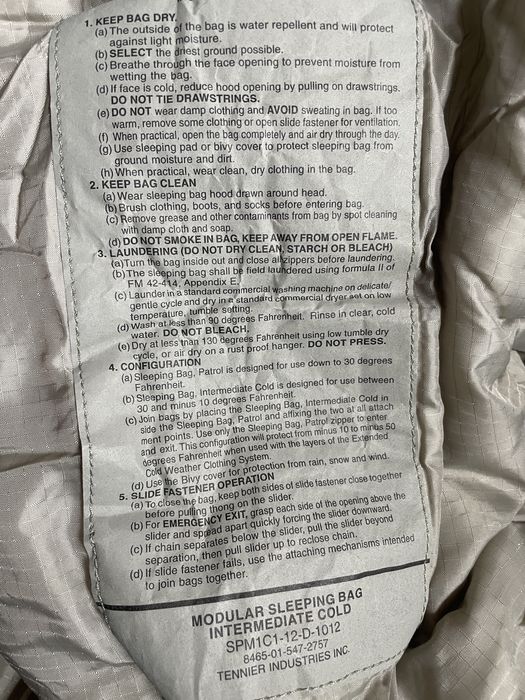 1. KEEP BAG DRY.
(a) The outside of the bag is water repellent and will protect
against light moisture.
(b) SELECT the driest ground possible.
(c) Breathe through the face opening to prevent moisture from
wetting the bag.
(d) If face is cold, reduce hood opening by pulling on drawstrings.
DO NOT TIE DRAWSTRINGS.
(e) DO NOT wear damp clothing and AVOID sweating in bag. If too
warm, remove some clothing or open slide fastener for ventilation.
(f) When practical, open the bag completely and air dry through the day.
(g) Use sleeping pad or bivy cover to protect sleeping bag from
ground moisture and dirt.
(h) When practical, wear clean, dry clothing in the bag.
2. KEEP BAG CLEAN
(a) Wear sleeping bag hood drawn around head.
(b) Brush clothing, boots, and socks before entering bag.
(c) Remove grease and other contaminants from bag by spot cleaning
with damp cloth and soap.
(d) DO NOT SMOKE IN BAG, KEEP AWAY FROM OPEN FLAME.
3. LAUNDERING (DO NOT DRY CLEAN, STARCH OR BLEACH)
(a) Turn the bag inside out and close all zippers before laundering.
(b) The sleeping bag shall be field laundered using formula II of
FM 42-414, Appendix E.
(c) Launder in a standard commercial washing machine on delicate/
gentle cycle and dry in a standard commercial dryer set on low
temperature, tumble setting.
(d) Wash at less than 90 degrees Fahrenheit. Rinse in clear, cold
water. DO NOT BLEACH.
(e) Dry at less than 130 degrees Fahrenheit using low tumble dry
cycle, or air dry on a rust proof hanger. DO NOT PRESS.
4. CONFIGURATION
(a) Sleeping Bag, Patrol is designed for use down to 30 degrees
Fahrenheit.
(b) Sleeping Bag, Intermediate Cold is designed for use between
30 and minus 10 degrees Fahrenheit.
(c) Join bags by placing the Sleeping Bag, Intermediate Cold in
side the Sleeping Bag, Patrol and affixing the two at all attach
ment points. Use only the Sleeping Bag, Patrol zipper to enter
and exit. This configuration will protect from minus 10 to minus 50
degrees Fahrenheit when used with the layers of the Extended
Cold Weather Clothing System.
(d) Use the Bivy cover for protection from rain, snow and wind.
5. SLIDE FASTENER OPERATION
(a) To close the bag, keep both sides of slide fastener close together
before pulling thong on the slider.
(b) For EMERGENCY EXIT, grasp each side of the opening above the
slider and spread apart quickly forcing the slider downward.
(c) If chain separates below the slider, pull the slider beyond
separation, then pull slider up to reclose chain.
(d) If slide fastener fails, use the attaching mechanisms intended
to join bags together.
MODULAR SLEEPING BAG
INTERMEDIATE COLD
SPM1C1-12-D-1012
8465-01-547-2757
TENNIER INDUSTRIES INC.